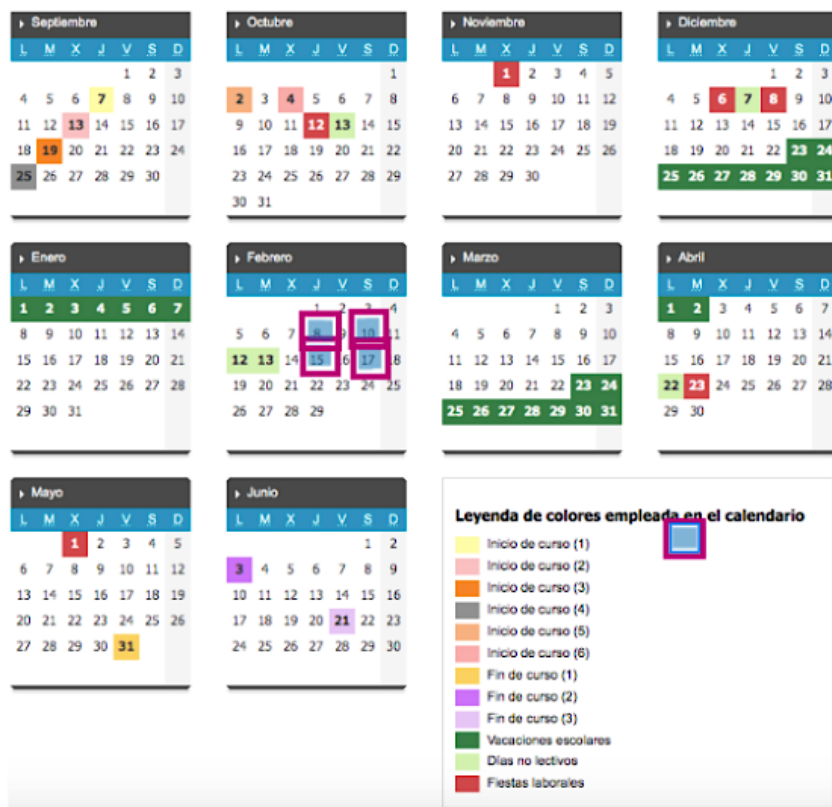 Septiembre
L M X J V S D
1 2 3
4 5 6 7 8 9 10
11 12 13 14 15 16 17
18 19 20 21 22 23 24
25 26 27 28 29 30
Octubre
L M X J V S D
1
2 3 4 5 6 7 8
9 10 11 12 13 14 15
16 17 18 19 20 21 22
23 24 25 26 27 28 29
30 31
Noviembre
L M X J V S D
1 2 3 4 5
6 7 8 9 10 11 12
13 14 15 16 17 18 19
20 21 22 23 24 25 26
27 28 29 30
Diciembre
L M X J V S D
1 2 3
4 5 6 7 8 9 10
11 12 13 14 15 16 17
18 19 20 21 22 23 24
25 26 27 28 29 30 31
Enero
L M X J V S D
1 2 3 4 5 6 7
8 9 10 11 12 13 14
15 16 17 18 19 20 21
22 23 24 25 26 27 28
29 30 31
Febrero
L M X J V S D
1 2 3 4
5 6 7 8 9 10 11
12 13 14 15 16 17 18
19 20 21 22 23 24 25
26 27 28 29
Marzo
L M X J V S D
1 2 3
4 5 6 7 8 9 10
11 12 13 14 15 16 17
18 19 20 21 22 23 24
25 26 27 28 29 30 31
Abril
L M X J V S D
1 2 3 4 5 6 7
8 9 10 11 12 13 14
15 16 17 18 19 20 21
22 23 24 25 26 27 28
29 30
Mayo
L M X J V S D
1 2 3 4 5
6 7 8 9 10 11 12
13 14 15 16 17 18 19
20 21 22 23 24 25 26
27 28 29 30 31
Junio
L M X J V S D
1 2
3 4 5 6 7 8 9
10 11 12 13 14 15 16
17 18 19 20 21 22 23
24 25 26 27 28 29 30
Leyenda de colores empleada en el calendario
Inicio de curso (1)
Inicio de curso (2)
Inicio de curso (3)
Inicio de curso (4)
Inicio de curso (5)
Inicio de curso (6)
Fin de curso (1)
Fin de curso (2)
Fin de curso (3)
Vacaciones escolares
Días no lectivos
Fiestas laborales